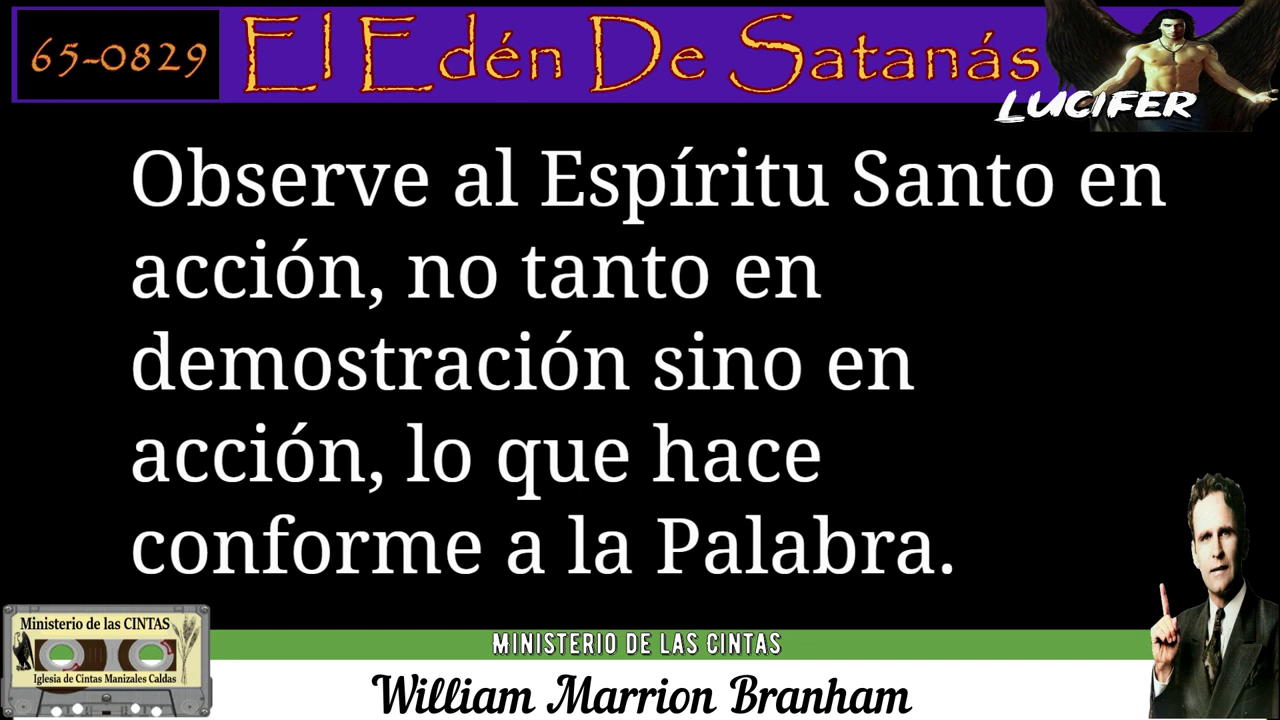 65-0829
El Edén De Satanás
LUCIFER
Observe al Espíritu Santo en
acción, no tanto en
demostración sino en
acción, lo que hace
conforme a la Palabra.
Ministerio de las CINTAS
Iglesia de Cintas Manizales Caldas
MINISTERIO DE LAS CINTAS
William Marrion Branham